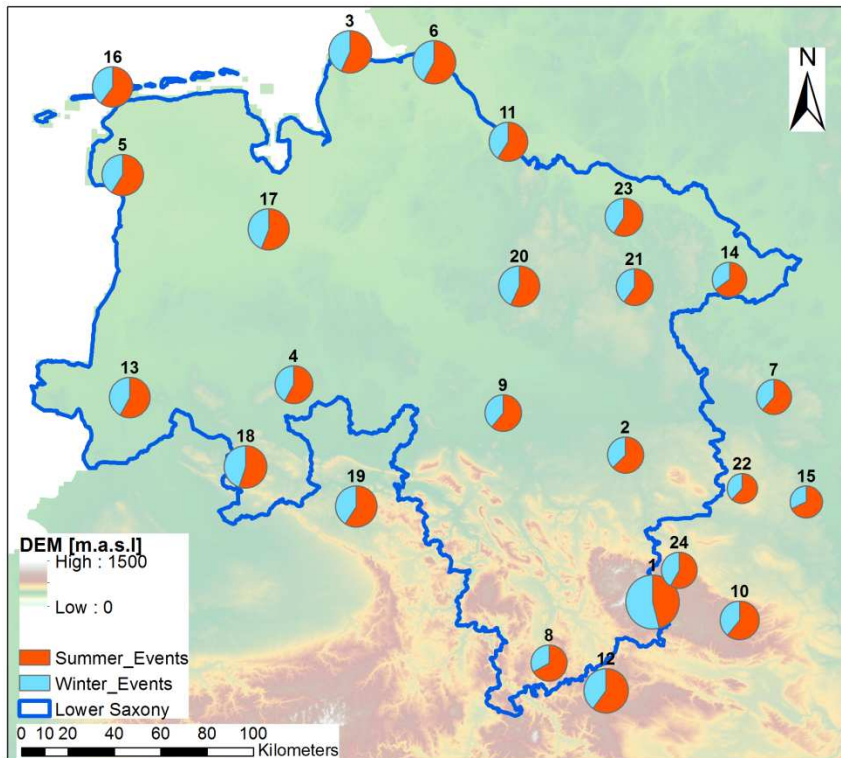 3
6
16
N
11
5
23
17
14
20
21
4
7
13
9
2
18
22
15
19
DEM [m.a.s.l]
High : 1500
24
Low : 0
1
10
8
Summer_Events
12
Winter_Events
Lower Saxony
0 10 20 40 60 80 100
Kilometers